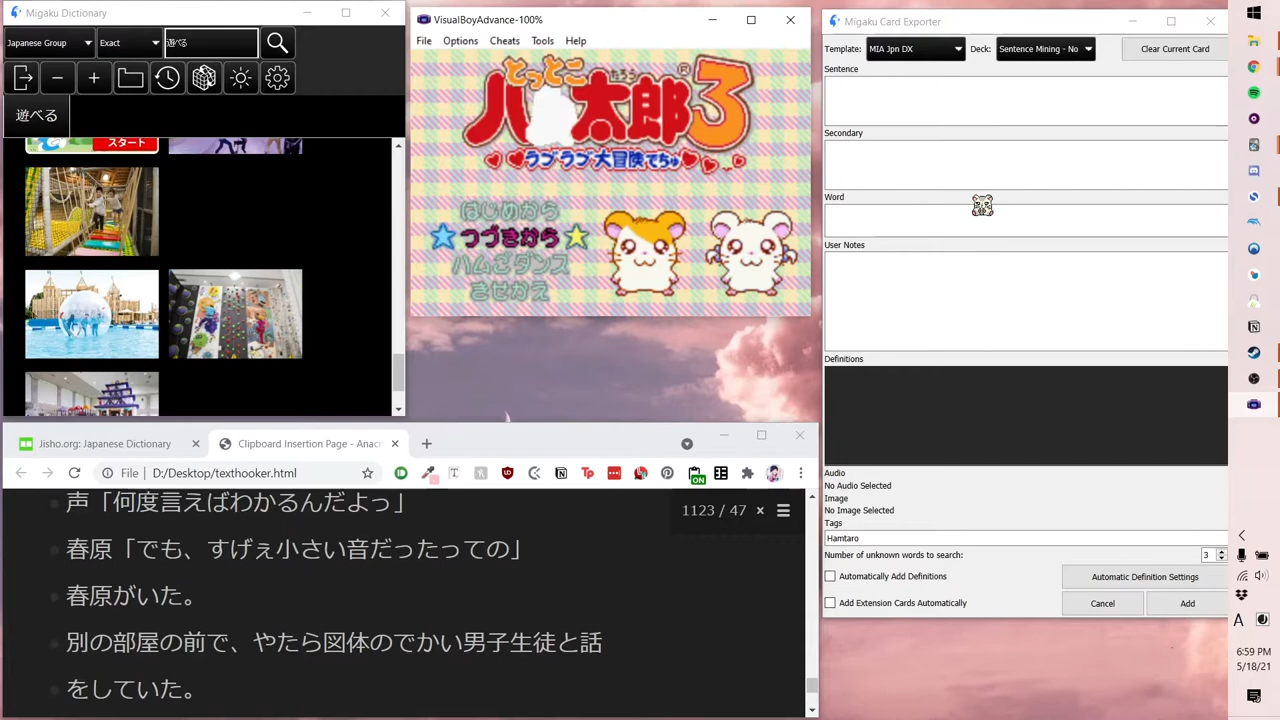 Migaku Dictionary
Japanese Group
Exact
遊べる
遊べる
スタート
VisualBoyAdvance-100%
File Options Cheats Tools Help
とっとこ
ハム太郎3
たろう
®
ラブラブ大冒険でちゅ
はじめから
つづきから
ハムごダンス
きせかえ
Migaku Card Exporter
Template:
MIA Jpn DX
Deck:
Sentence Mining - No
Clear Current Card
Sentence
Secondary
Word
User Notes
Definitions
Audio
No Audio Selected
Image
No Image Selected
Tags
Hamtaro
Number of unknown words to search:
3
Automatically Add Definitions
Automatic Definition Settings
Add Extension Cards Automatically
Cancel
Add
Jisho.org: Japanese Dictionary
Clipboard Insertion Page - Anacr
File
D:/Desktop/texthooker.html
ON
1123 / 47
声「何度言えばわかるんだよっ」
春原「でも、すげぇ小さい音だったっての」
春原がいた。
別の部屋の前で、やたら図体のでかい男子生徒と話
をしていた。
A
6:59 PM
5/18/21